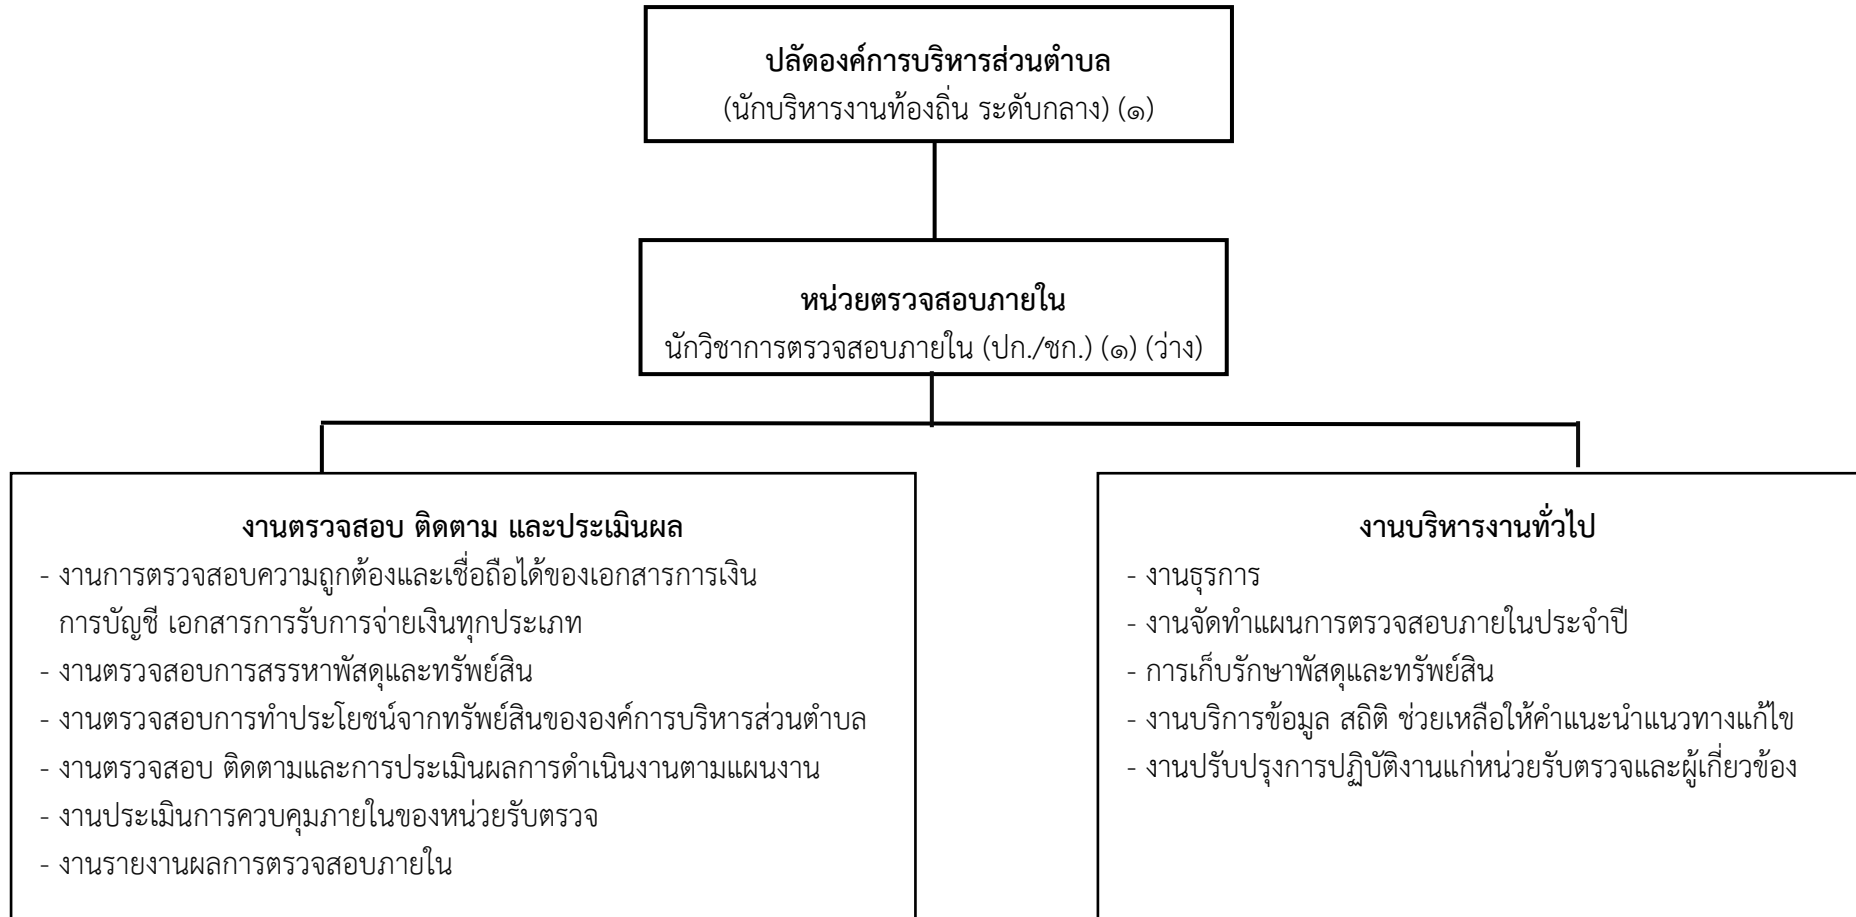 ปลัดองค์การบริหารส่วนตำบล
(นักบริหารงานท้องถิ่น ระดับกลาง) (๑)
หน่วยตรวจสอบภายใน
นักวิชาการตรวจสอบภายใน (ปก./ชก.) (๑) (ว่าง)
งานตรวจสอบ ติดตาม และประเมินผล
- งานการตรวจสอบความถูกต้องและเชื่อถือได้ของเอกสารการเงิน
การบัญชี เอกสารการรับการจ่ายเงินทุกประเภท
- งานตรวจสอบการสรรหาพัสดุและทรัพย์สิน
- งานตรวจสอบการทำประโยชน์จากทรัพย์สินขององค์การบริหารส่วนตำบล
- งานตรวจสอบ ติดตามและการประเมินผลการดำเนินงานตามแผนงาน
- งานประเมินการควบคุมภายในของหน่วยรับตรวจ
- งานรายงานผลการตรวจสอบภายใน
งานบริหารงานทั่วไป
- งานธุรการ
- งานจัดทำแผนการตรวจสอบภายในประจำปี
- การเก็บรักษาพัสดุและทรัพย์สิน
- งานบริการข้อมูล สถิติ ช่วยเหลือให้คำแนะนำแนวทางแก้ไข
- งานปรับปรุงการปฏิบัติงานแก่หน่วยรับตรวจและผู้เกี่ยวข้อง